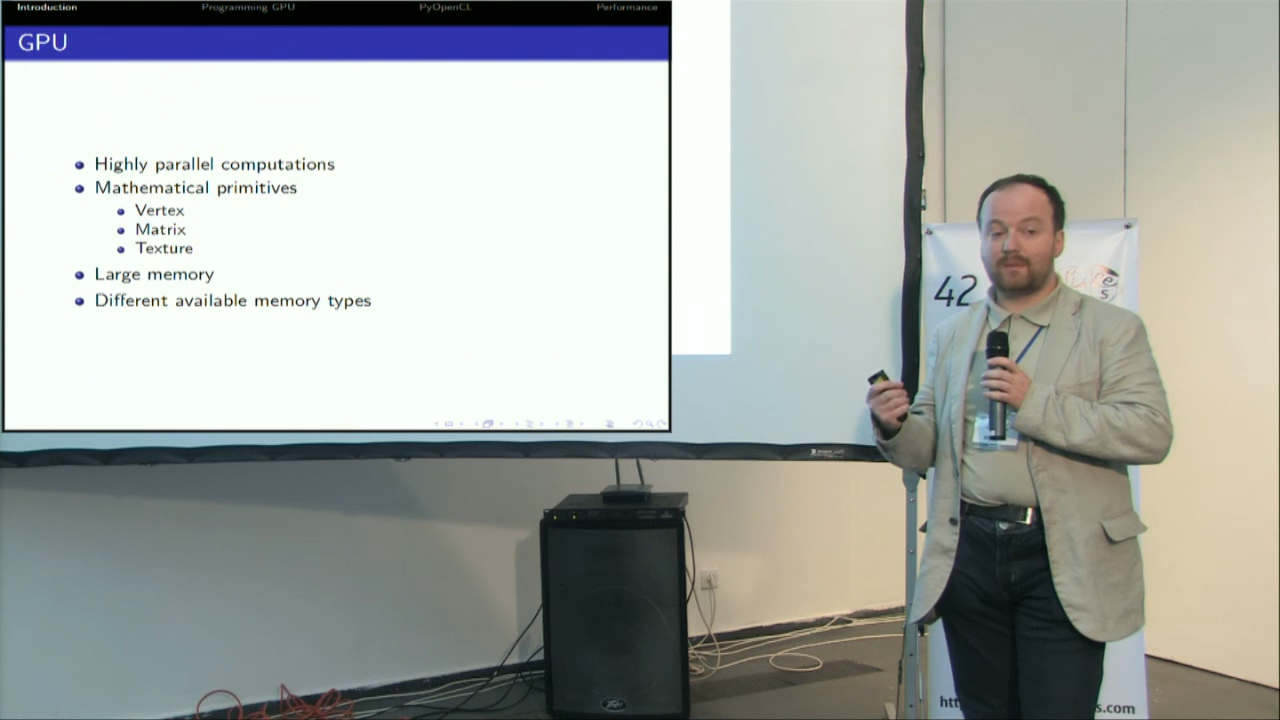 Introduction Programming GPU PyOpenCL Performance
GPU
Highly parallel computations
Mathematical primitives
Vertex
Matrix
Texture
Large memory
Different available memory types
42
Peavey